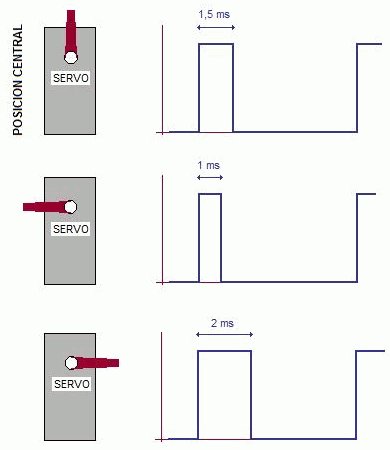 POSICION CENTRAL
SERVO
1,5 ms
SERVO
1 ms
SERVO
2 ms